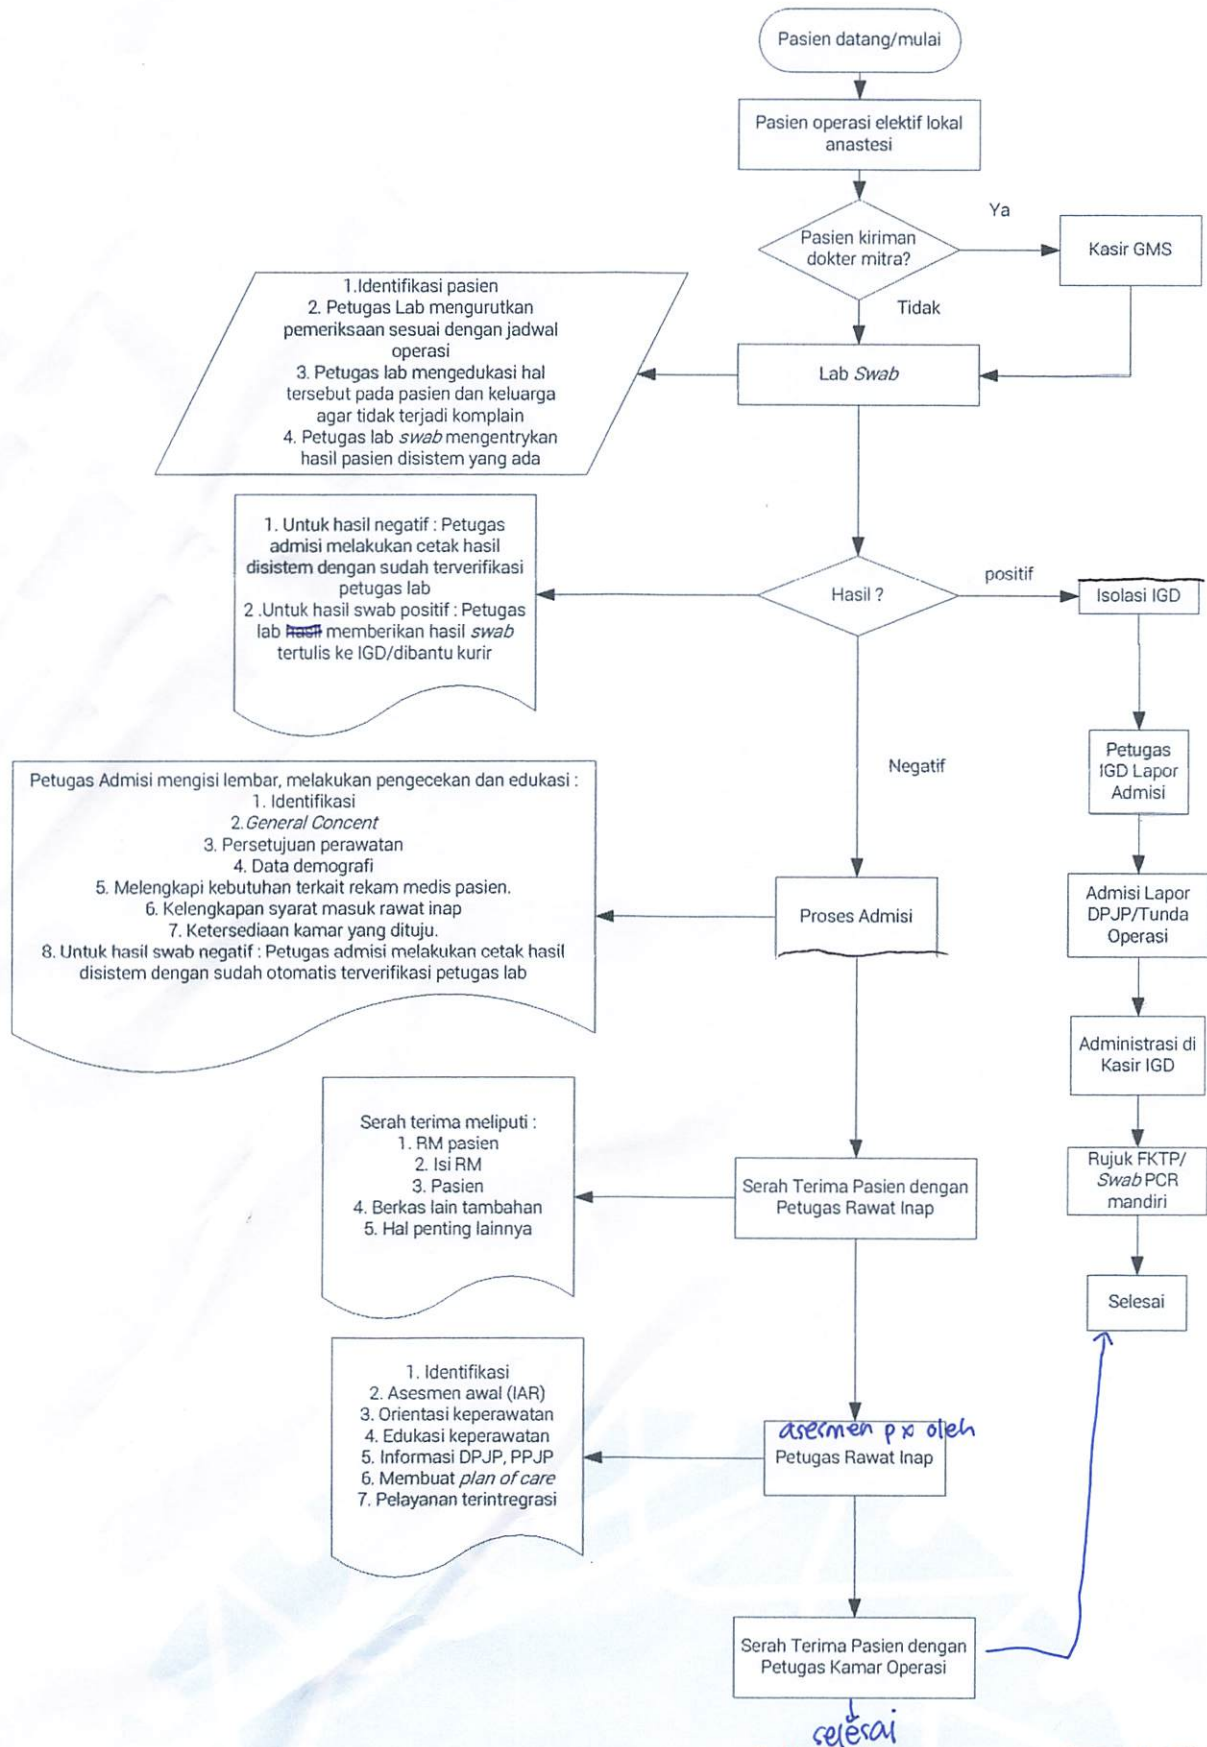 Pasien datang/mulai
Pasien operasi elektif lokal
anastesi
Pasien kiriman
dokter mitra?
Ya
Kasir GMS
Tidak
Lab Swab
1.Identifikasi pasien
2. Petugas Lab mengurutkan
pemeriksaan sesuai dengan jadwal
operasi
3. Petugas lab mengedukasi hal
tersebut pada pasien dan keluarga
agar tidak terjadi komplain
4. Petugas lab swab mengentrykan
hasil pasien disistem yang ada
1. Untuk hasil negatif : Petugas
admisi melakukan cetak hasil
disistem dengan sudah terverifikasi
petugas lab
2 .Untuk hasil swab positif : Petugas
lab hasil memberikan hasil swab
tertulis ke IGD/dibantu kurir
Hasil ?
positif
Isolasi IGD
Petugas
IGD Lapor
Admisi
Negatif
Petugas Admisi mengisi lembar, melakukan pengecekan dan edukasi :
1. Identifikasi
2. General Concent
3. Persetujuan perawatan
4. Data demografi
5. Melengkapi kebutuhan terkait rekam medis pasien.
6. Kelengkapan syarat masuk rawat inap
7. Ketersediaan kamar yang dituju.
8. Untuk hasil swab negatif : Petugas admisi melakukan cetak hasil
disistem dengan sudah otomatis terverifikasi petugas lab
Proses Admisi
Admisi Lapor
DPJP/Tunda
Operasi
Administrasi di
Kasir IGD
Serah terima meliputi :
1. RM pasien
2. Isi RM
3. Pasien
4. Berkas lain tambahan
5. Hal penting lainnya
Serah Terima Pasien dengan
Petugas Rawat Inap
Rujuk FKTP/
Swab PCR
mandiri
Selesai
1. Identifikasi
2. Asesmen awal (IAR)
3. Orientasi keperawatan
4. Edukasi keperawatan
5. Informasi DPJP, PPJP
6. Membuat plan of care
7. Pelayanan terintregrasi
asesmen px oleh
Petugas Rawat Inap
Serah Terima Pasien dengan
Petugas Kamar Operasi
selesai